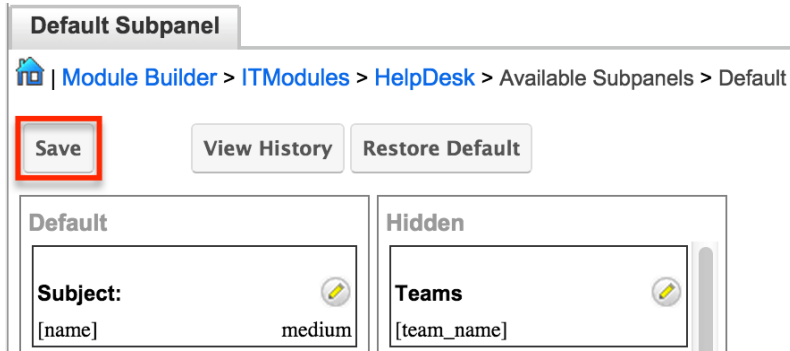 Default Subpanel
| Module Builder > ITModules > HelpDesk > Available Subpanels > Default
Save View History Restore Default
Default Hidden
Subject: Teams
[name] medium [team_name]